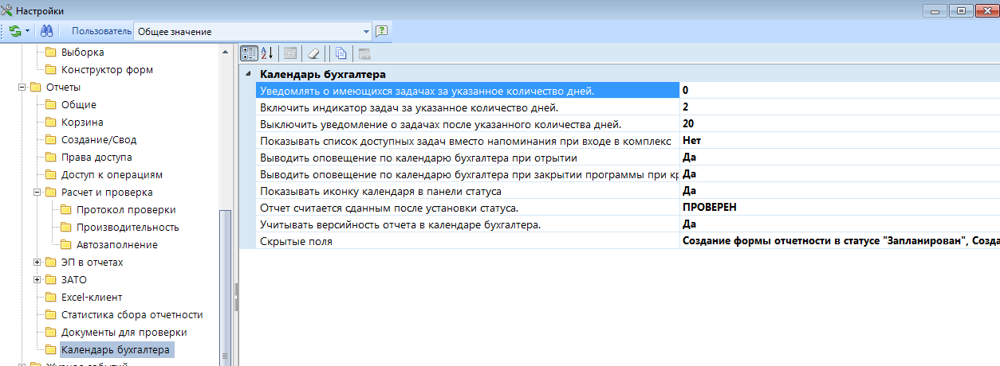 Настройки
Пользователь Общее значение
Выборка
Конструктор форм
Отчеты
Общие
Корзина
Создание/Свод
Права доступа
Доступ к операциям
Расчет и проверка
Протокол проверки
Производительность
Автозаполнение
ЭП в отчетах
ЗАТО
Excel-клиент
Статистика сбора отчетности
Документы для проверки
Календарь бухгалтера
Календарь бухгалтера
Уведомлять о имеющихся задачах за указанное количество дней. 0
Включить индикатор задач за указанное количество дней. 2
Выключить уведомление о задачах после указанного количества дней. 20
Показывать список доступных задач вместо напоминания при входе в комплекс Нет
Выводить оповещение по календарю бухгалтера при отрытии Да
Выводить оповещение по календарю бухгалтера при закрытии программы при кр Да
Показывать иконку календаря в панели статуса Да
Отчет считается сданным после установки статуса. ПРОВЕРЕН
Учитывать версийность отчета в календаре бухгалтера. Да
Скрытые поля Создание формы отчетности в статусе "Запланирован", Созда